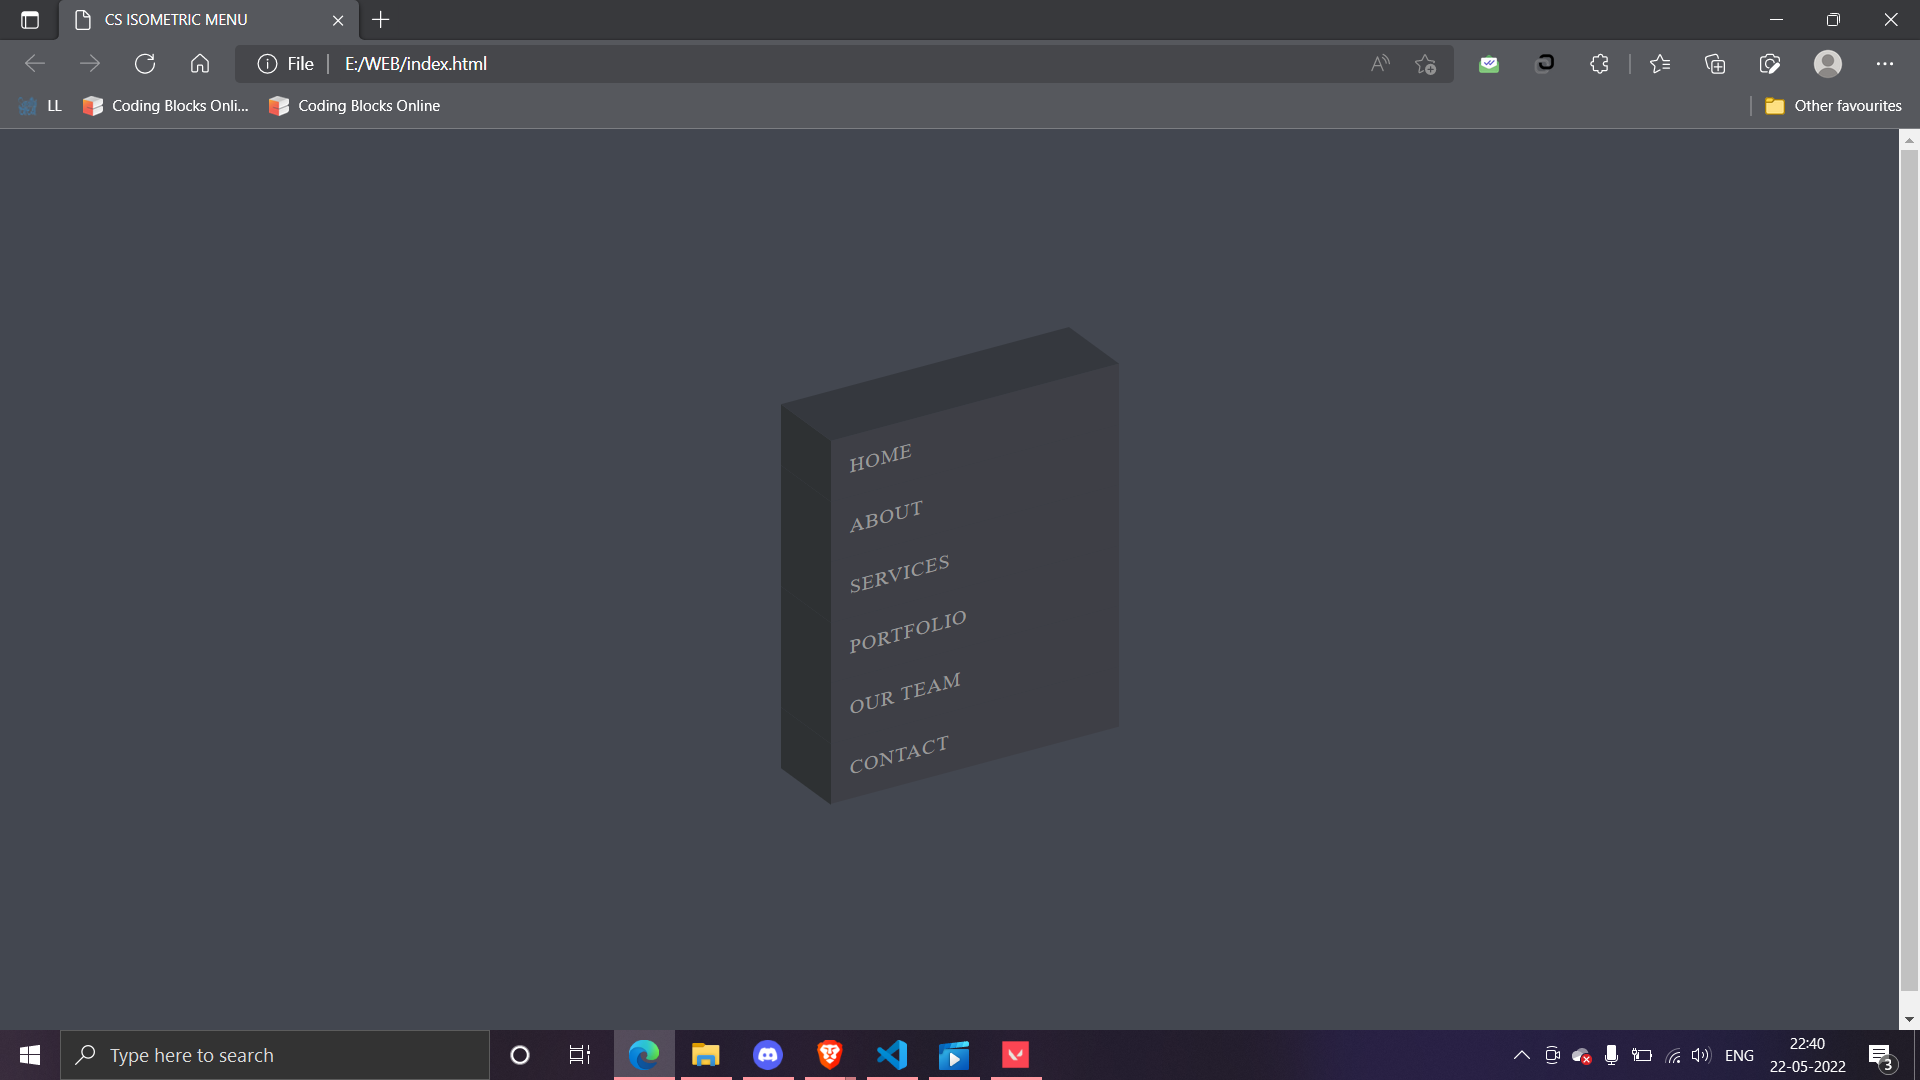 CS ISOMETRIC MENU
File E:/WEB/index.html
LL Coding Blocks Onli... Coding Blocks Online Other favourites
HOME
ABOUT
SERVICES
PORTFOLIO
OUR TEAM
CONTACT
Type here to search
ENG
22:40
22-05-2022
3